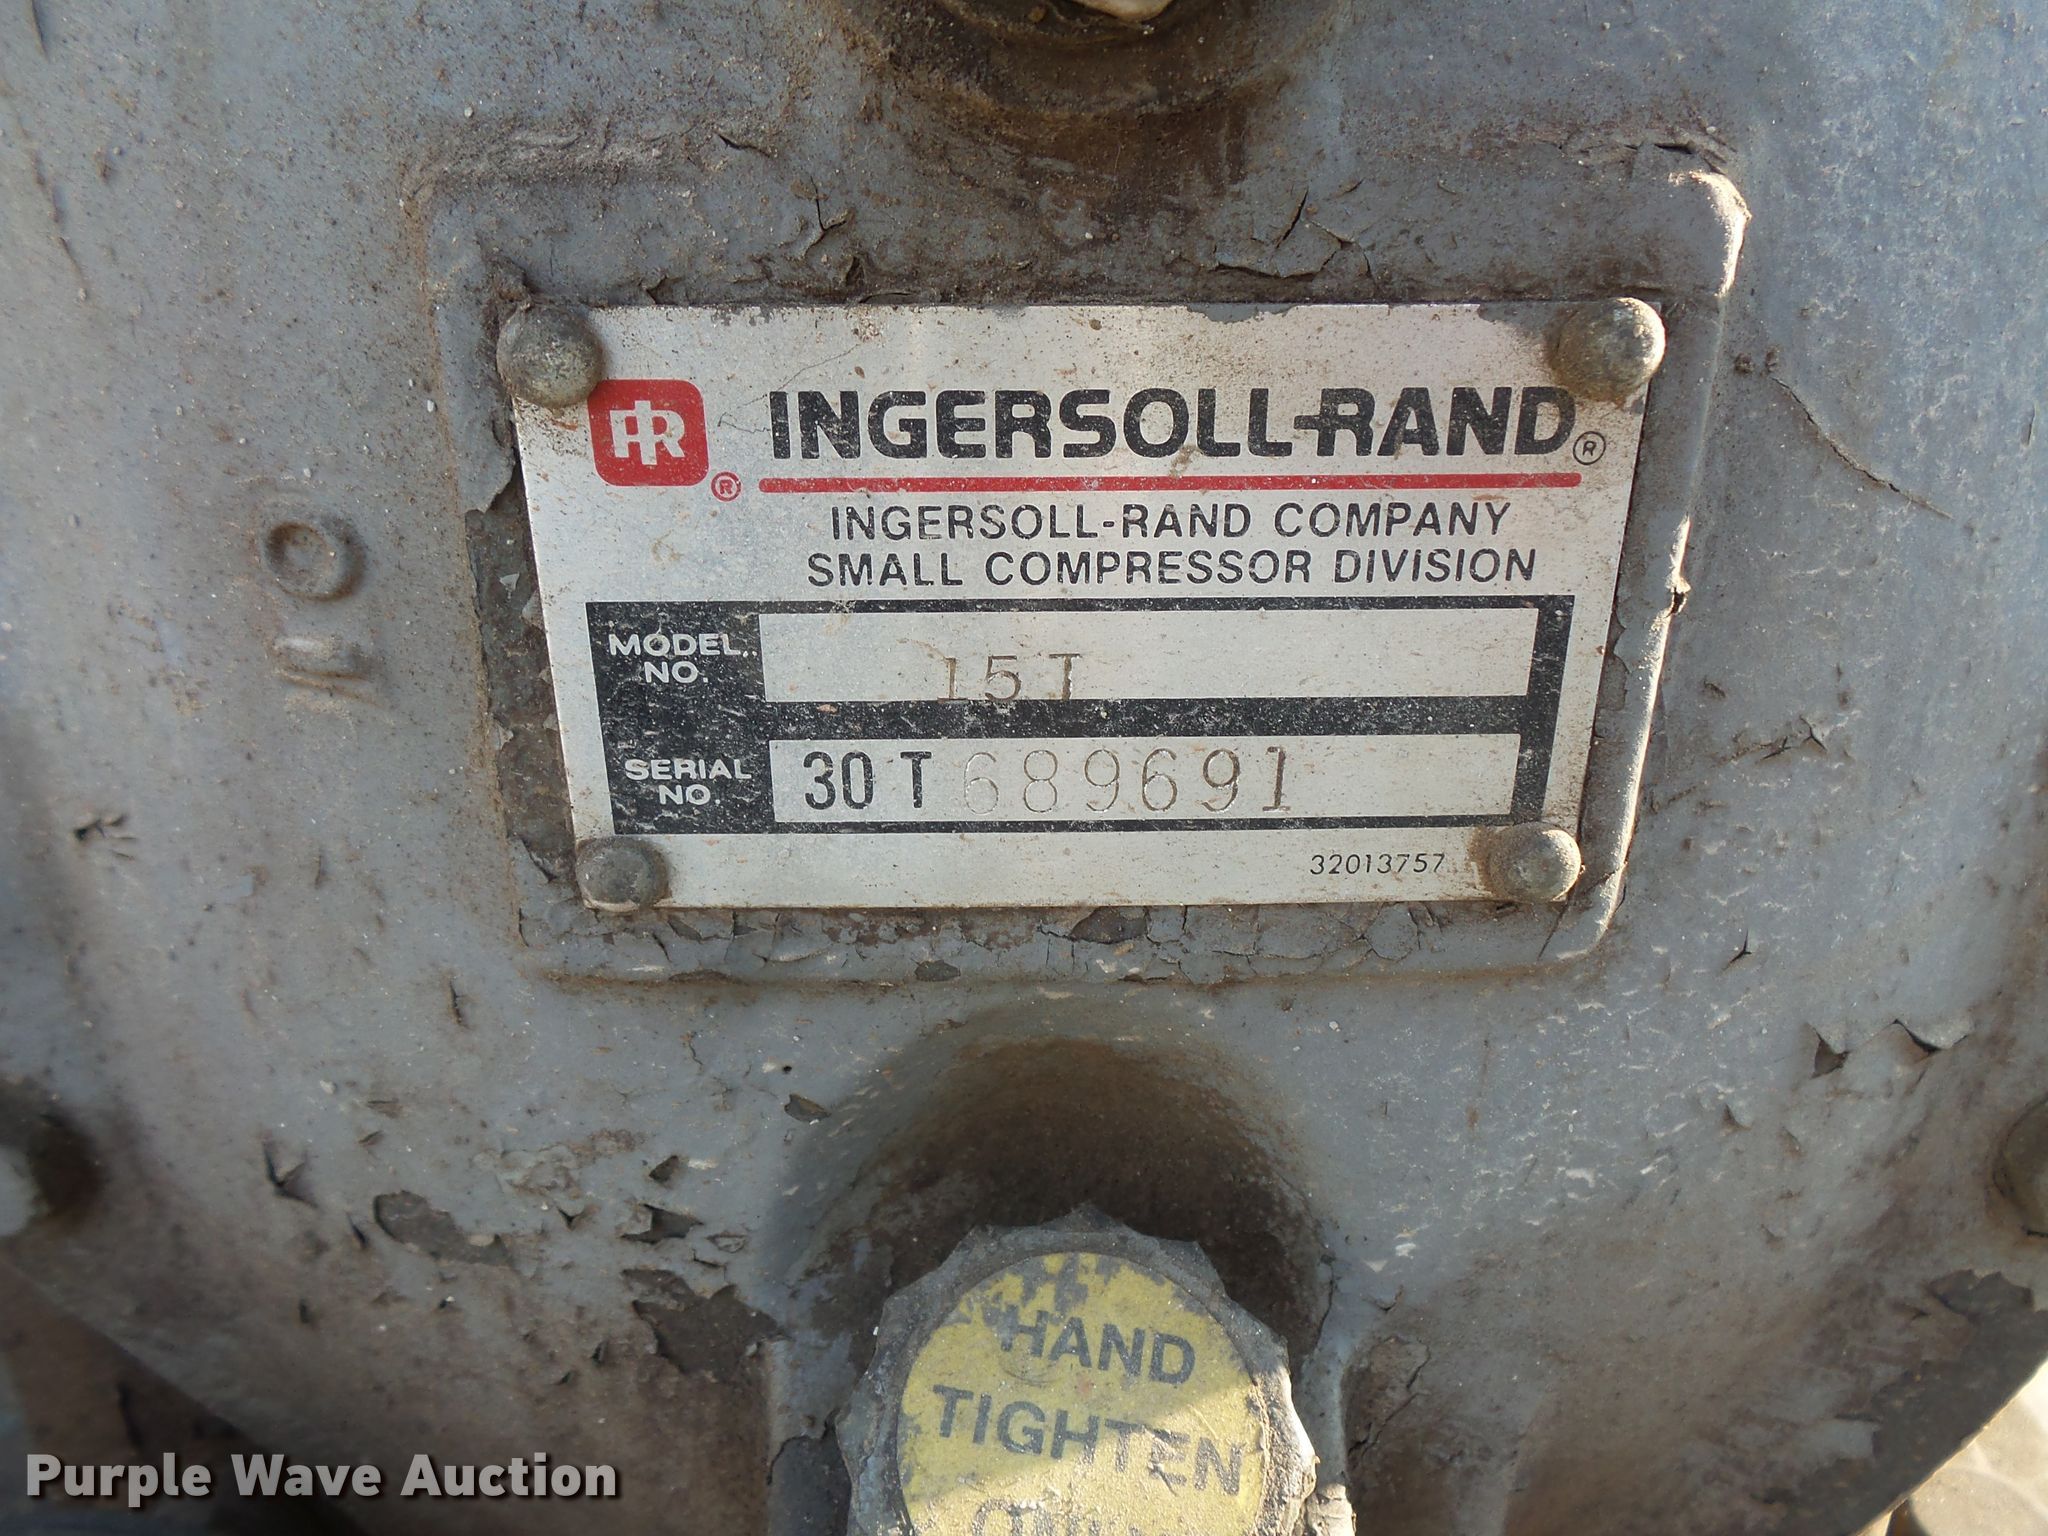 IR ® INGERSOLL-RAND ®
INGERSOLL-RAND COMPANY
SMALL COMPRESSOR DIVISION
MODEL NO. 15T
SERIAL NO. 30T 689691
32013757
HAND
TIGHTEN
Purple Wave Auction